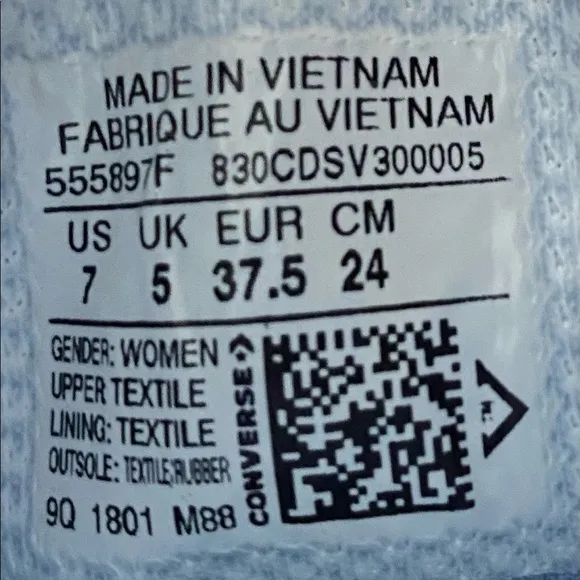 MADE IN VIETNAM
FABRIQUE AU VIETNAM
555897F 830CDSV300005
US UK EUR CM
7 5 37.5 24
GENDER: WOMEN
UPPER TEXTILE
LINING: TEXTILE
OUTSOLE: TEXTILE;RUBBER
9Q 1801 M88
CONVERSE
TM